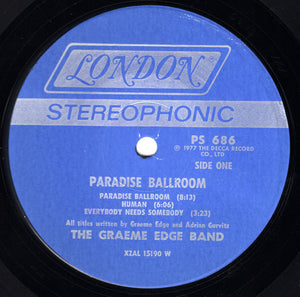 LONDON
STEREOPHONIC
PS 686
℗ 1977 THE DECCA RECORD
CO., LTD
SIDE ONE
PARADISE BALLROOM
PARADISE BALLROOM (8:13)
HUMAN (6:06)
EVERYBODY NEEDS SOMEBODY (3:23)
All titles written by Graeme Edge and Adrian Gurvitz
THE GRAEME EDGE BAND
XZAL 15190 W